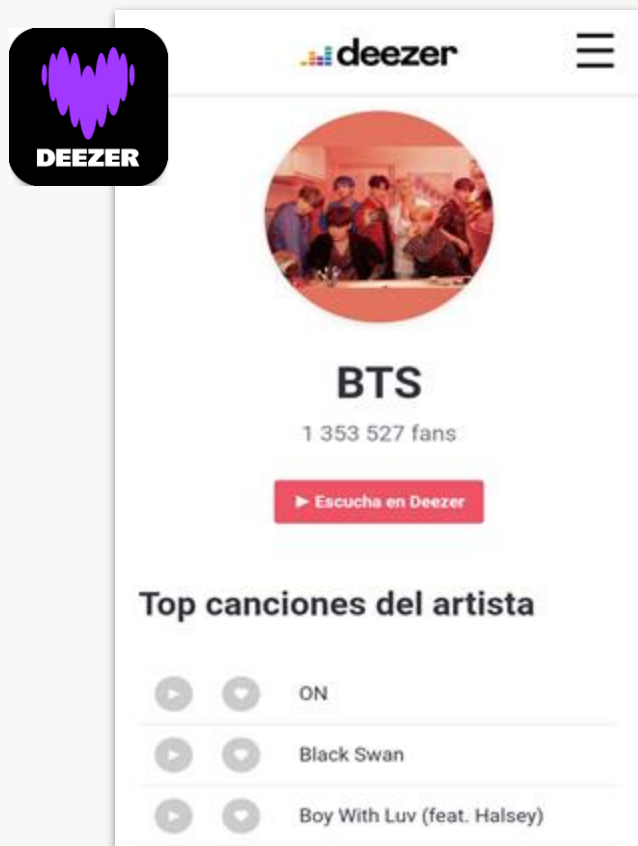 deezer
DEEZER
BTS
1 353 527 fans
Escucha en Deezer
Top canciones del artista
ON
Black Swan
Boy With Luv (feat. Halsey)